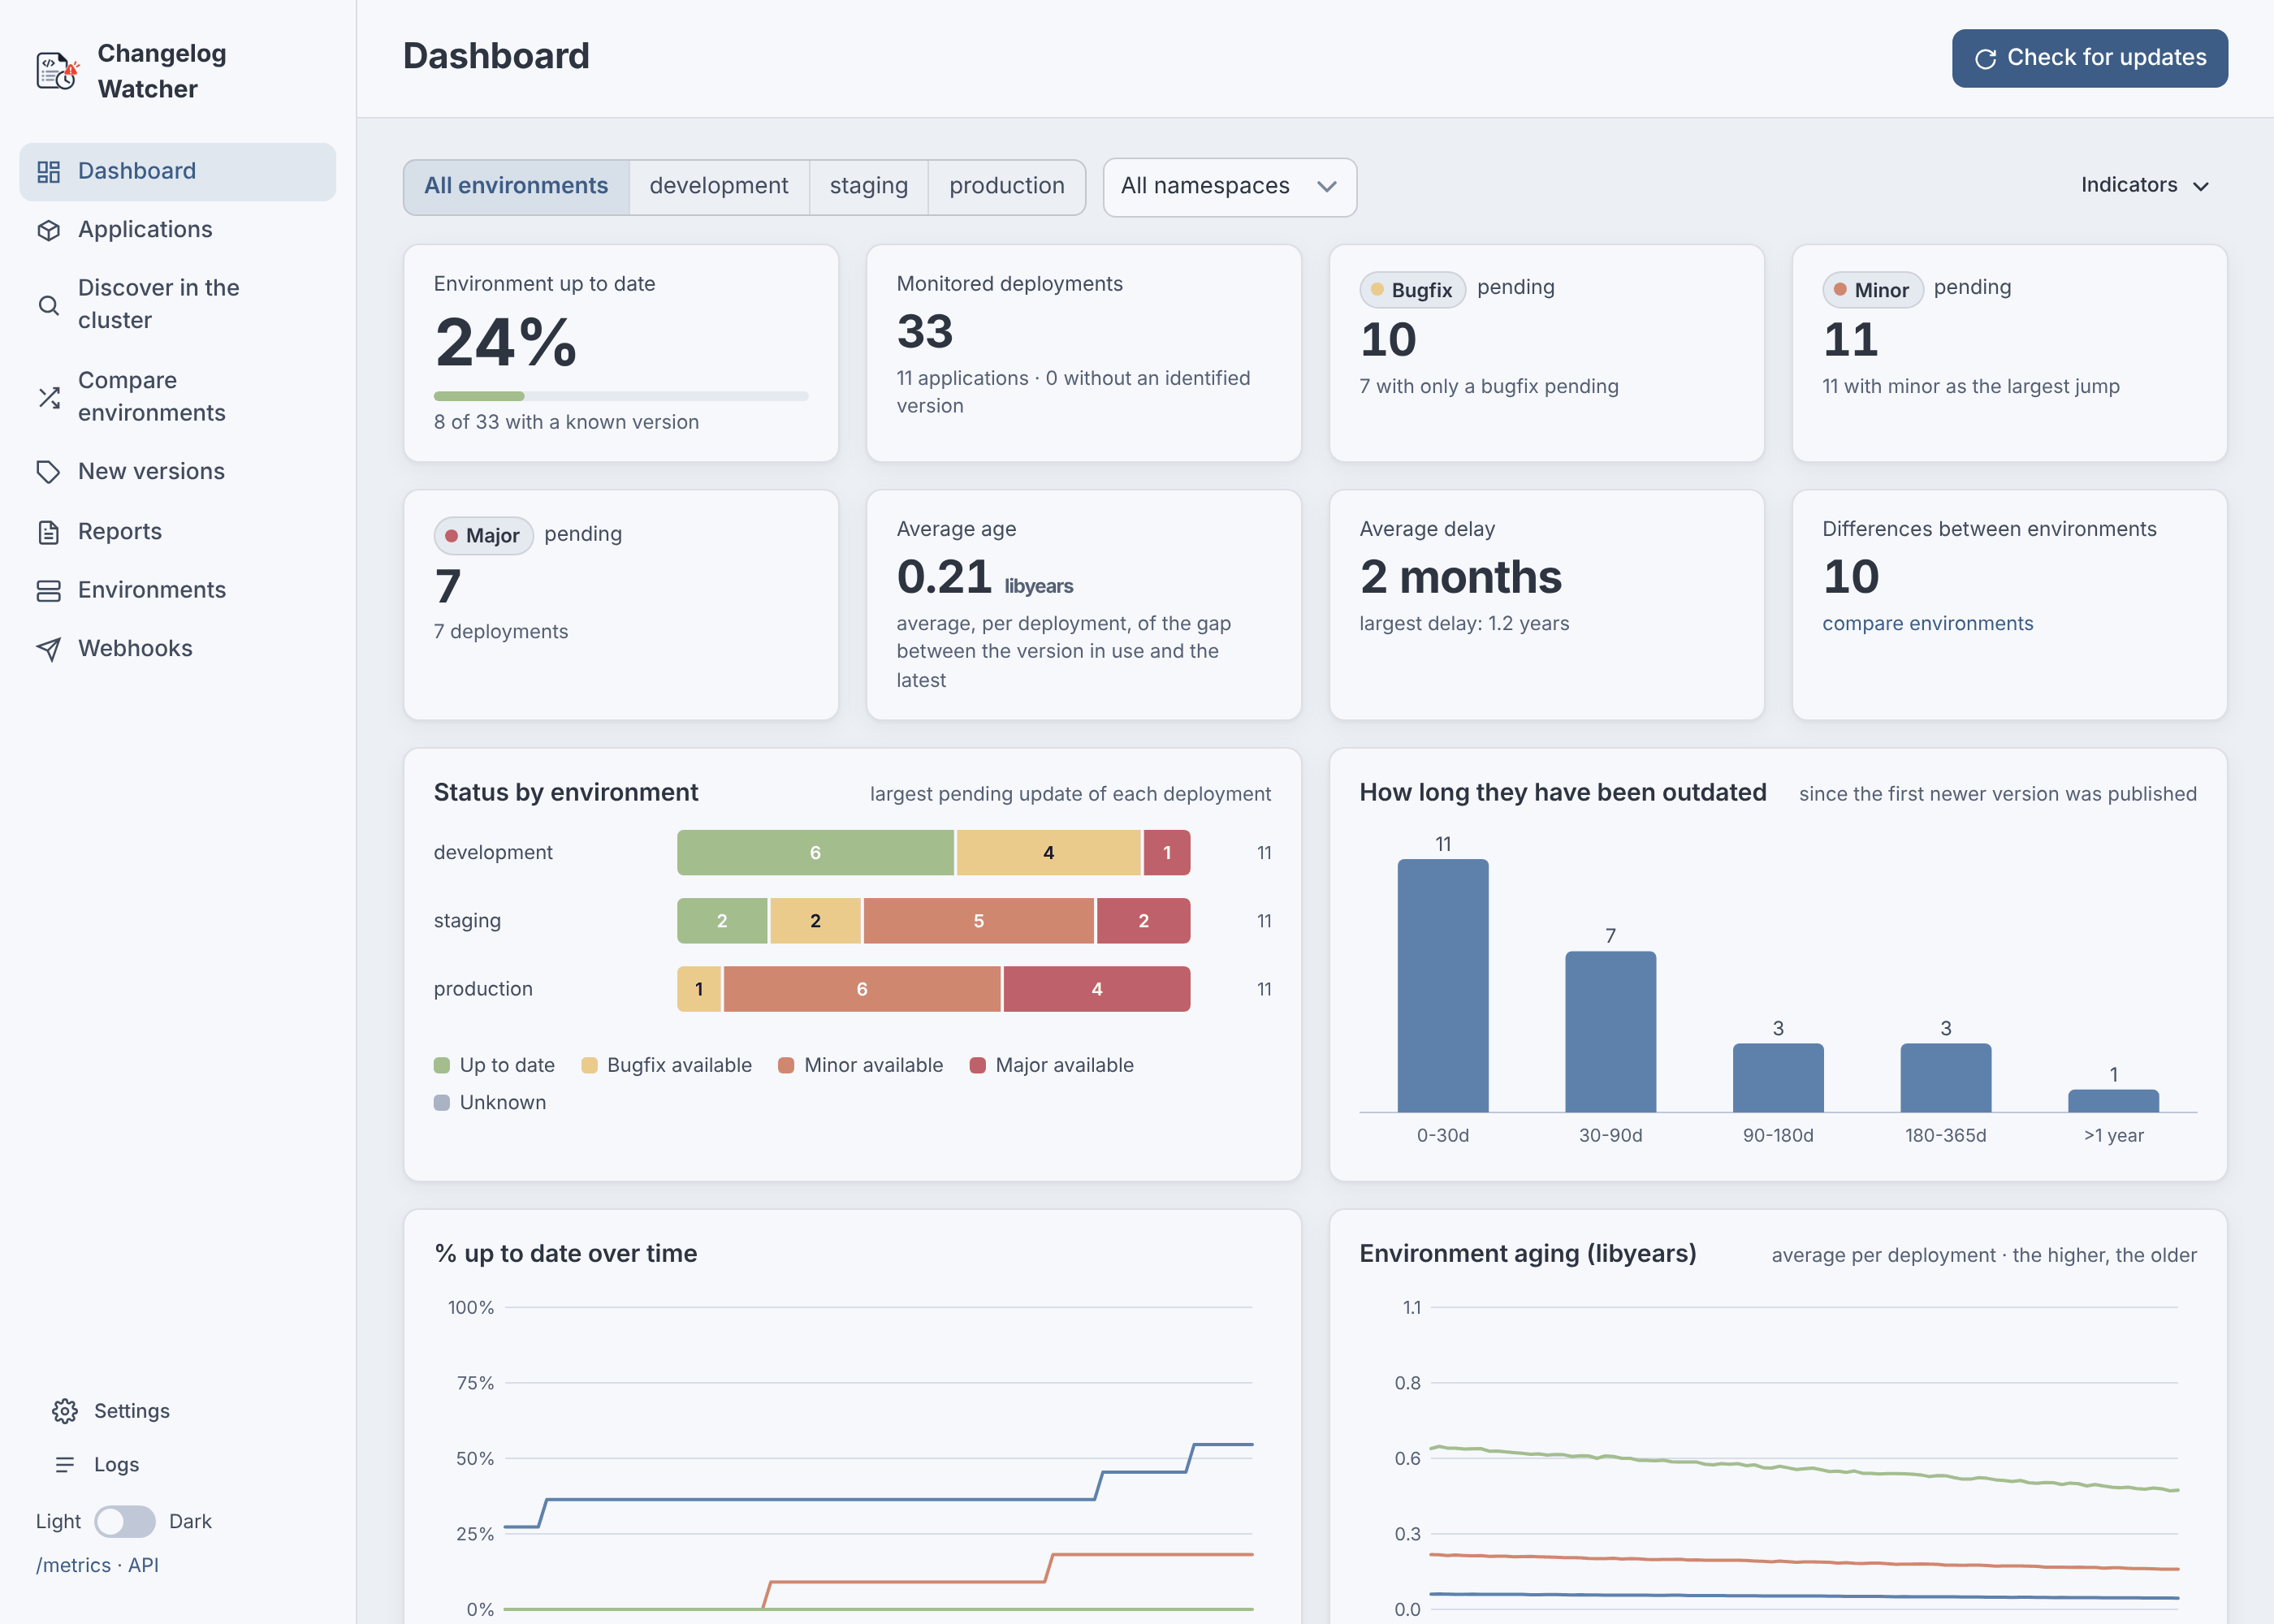 Changelog
Watcher
Dashboard
Applications
Discover in the
cluster
Compare
environments
New versions
Reports
Environments
Webhooks
Settings
Logs
Light Dark
/metrics · API
Dashboard
Check for updates
All environments development staging production All namespaces Indicators
Environment up to date
24%
8 of 33 with a known version
Monitored deployments
33
11 applications · 0 without an identified
version
Bugfix pending
10
7 with only a bugfix pending
Minor pending
11
11 with minor as the largest jump
Major pending
7
7 deployments
Average age
0.21 libyears
average, per deployment, of the gap
between the version in use and the
latest
Average delay
2 months
largest delay: 1.2 years
Differences between environments
10
compare environments
Status by environment largest pending update of each deployment
development 6 4 1 11
staging 2 2 5 2 11
production 1 6 4 11
Up to date Bugfix available Minor available Major available
Unknown
How long they have been outdated since the first newer version was published
11
7
3
3
1
0-30d 30-90d 90-180d 180-365d >1 year
% up to date over time
100%
75%
50%
25%
0%
Environment aging (libyears) average per deployment · the higher, the older
1.1
0.8
0.6
0.3
0.0